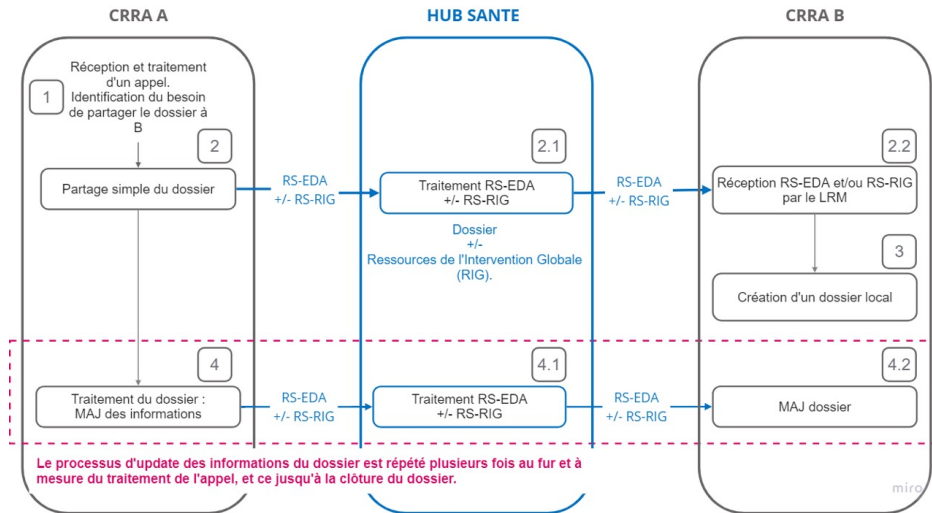 CRRA A
HUB SANTE
CRRA B
1
Réception et traitement
d'un appel.
Identification du besoin
de partager le dossier à
B
2
Partage simple du dossier
RS-EDA
+/- RS-RIG
2.1
Traitement RS-EDA
+/- RS-RIG
Dossier
+/-
Ressources de l'Intervention Globale
(RIG).
RS-EDA
+/- RS-RIG
2.2
Réception RS-EDA et/ou RS-RIG
par le LRM
3
Création d'un dossier local
4
Traitement du dossier :
MAJ des informations
RS-EDA
+/- RS-RIG
4.1
Traitement RS-EDA
+/- RS-RIG
RS-EDA
+/- RS-RIG
4.2
MAJ dossier
Le processus d'update des informations du dossier est répété plusieurs fois au fur et à
mesure du traitement de l'appel, et ce jusqu'à la clôture du dossier.
miro